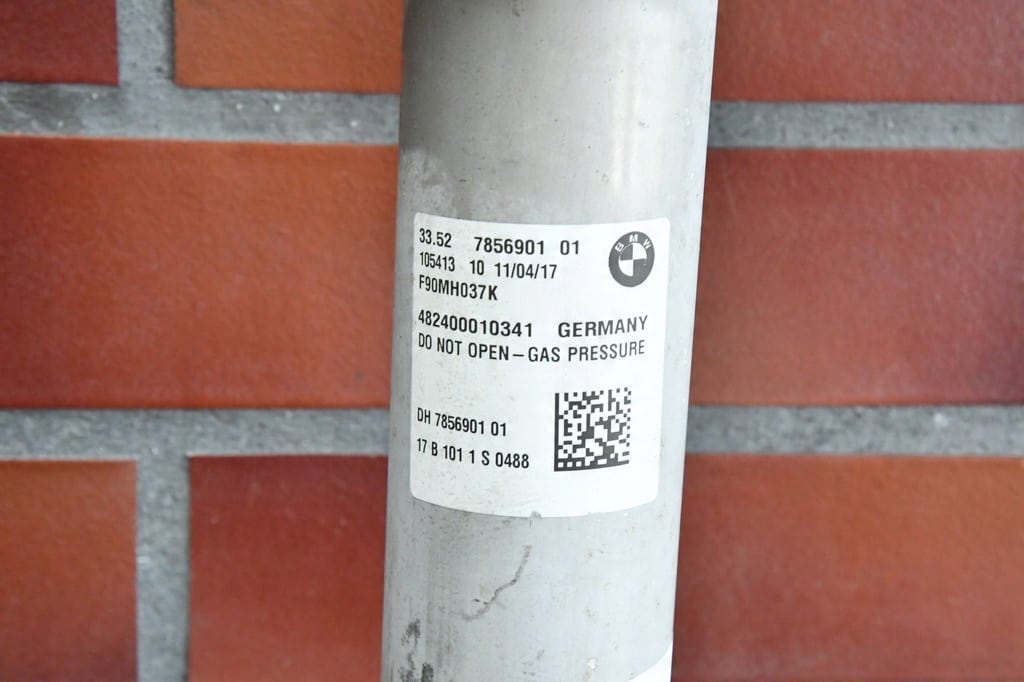 33.52 7856901 01
BMW
105413 10 11/04/17
F90MH037K
482400010341 GERMANY
DO NOT OPEN–GAS PRESSURE
DH 7856901 01
17 B 101 1 S 0488